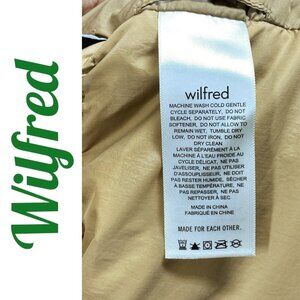 Wilfred
wilfred
MACHINE WASH COLD GENTLE
CYCLE SEPARATELY, DO NOT
BLEACH, DO NOT USE FABRIC
SOFTENER, DO NOT ALLOW TO
REMAIN WET, TUMBLE DRY
LOW, DO NOT IRON, DO NOT
DRY CLEAN
LAVER SÉPARÉMENT À LA
MACHINE À L'EAU FROIDE AU
CYCLE DÉLICAT, NE PAS
JAVELISER, NE PAS UTILISER
D'ASSOUPLISSEUR, NE DOIT
PAS RESTER HUMIDE, SÉCHER
À BASSE TEMPÉRATURE, NE
PAS REPASSER, NE PAS
NETTOYER À SEC
MADE IN CHINA
FABRIQUÉ EN CHINE
MADE FOR EACH OTHER.